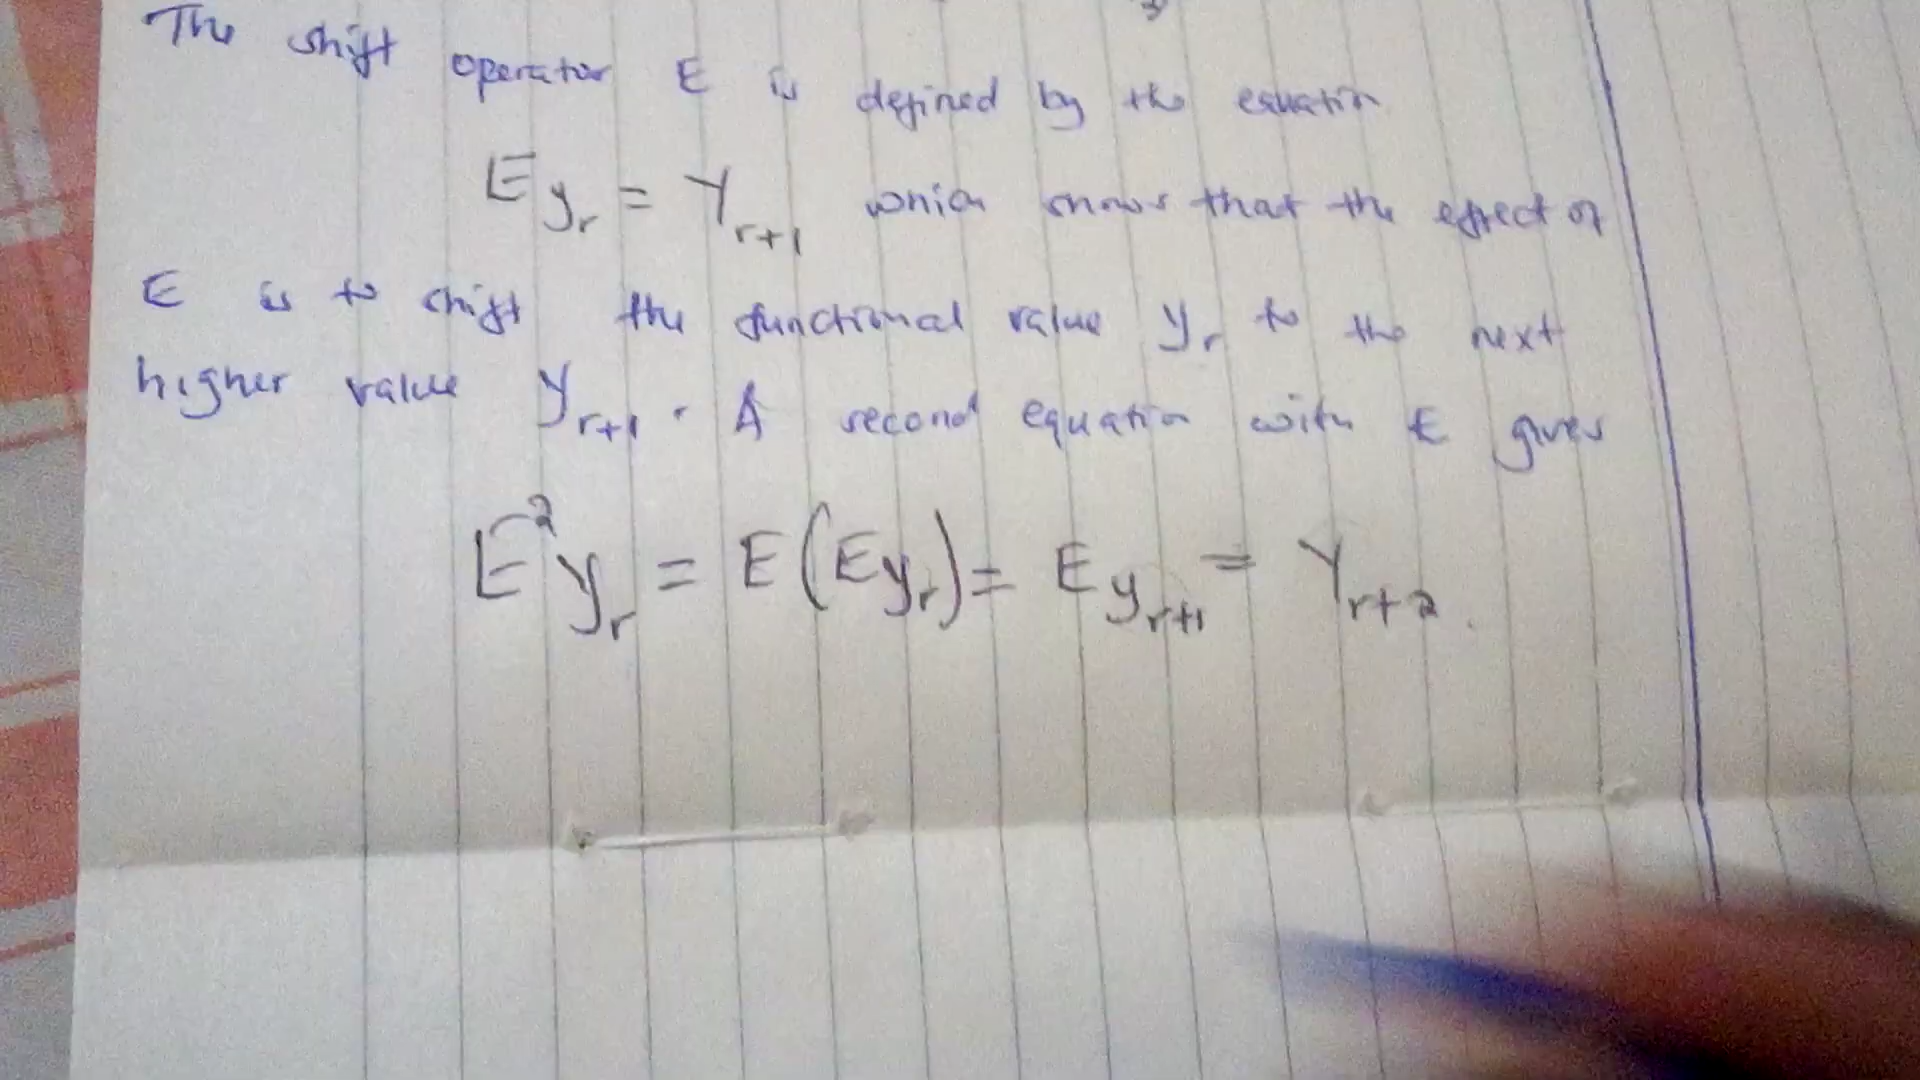 The shift operator E is defined by the equation
E y_r = Y_{r+1} which shows that the effect of
E is to shift the functional value y_r to the next
higher value y_{r+1}. A second equation with E gives
E^2 y_r = E(E y_r) = E y_{r+1} = Y_{r+2}.